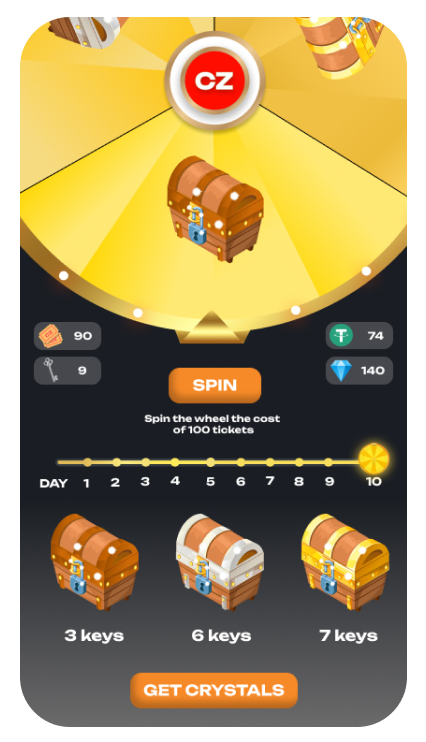 CZ
90
74
9
140
SPIN
Spin the wheel the cost
of 100 tickets
DAY 1 2 3 4 5 6 7 8 9 10
3 keys 6 keys 7 keys
GET CRYSTALS